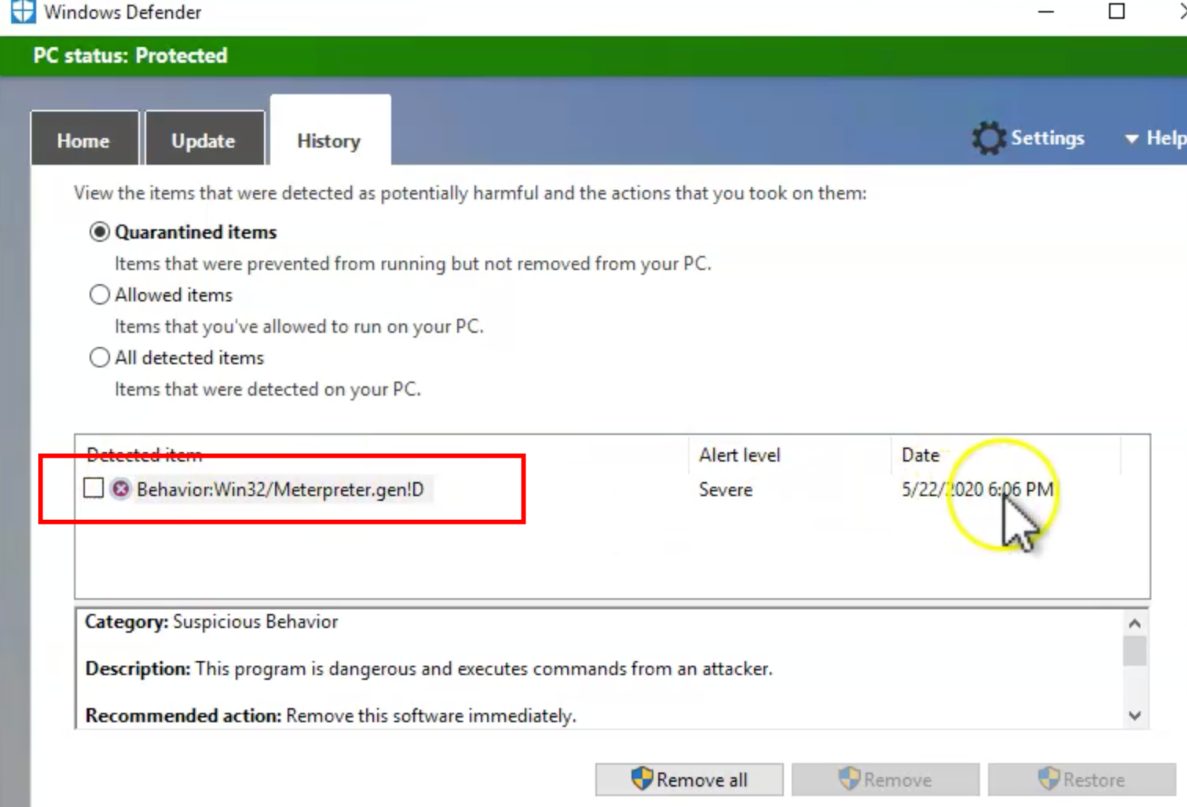 Windows Defender
PC status: Protected
Home Update History Settings Help
View the items that were detected as potentially harmful and the actions that you took on them:
Quarantined items
Items that were prevented from running but not removed from your PC.
Allowed items
Items that you've allowed to run on your PC.
All detected items
Items that were detected on your PC.
Detected item Alert level Date
Behavior:Win32/Meterpreter.gen!D Severe 5/22/2020 6:06 PM
Category: Suspicious Behavior
Description: This program is dangerous and executes commands from an attacker.
Recommended action: Remove this software immediately.
Remove all Remove Restore